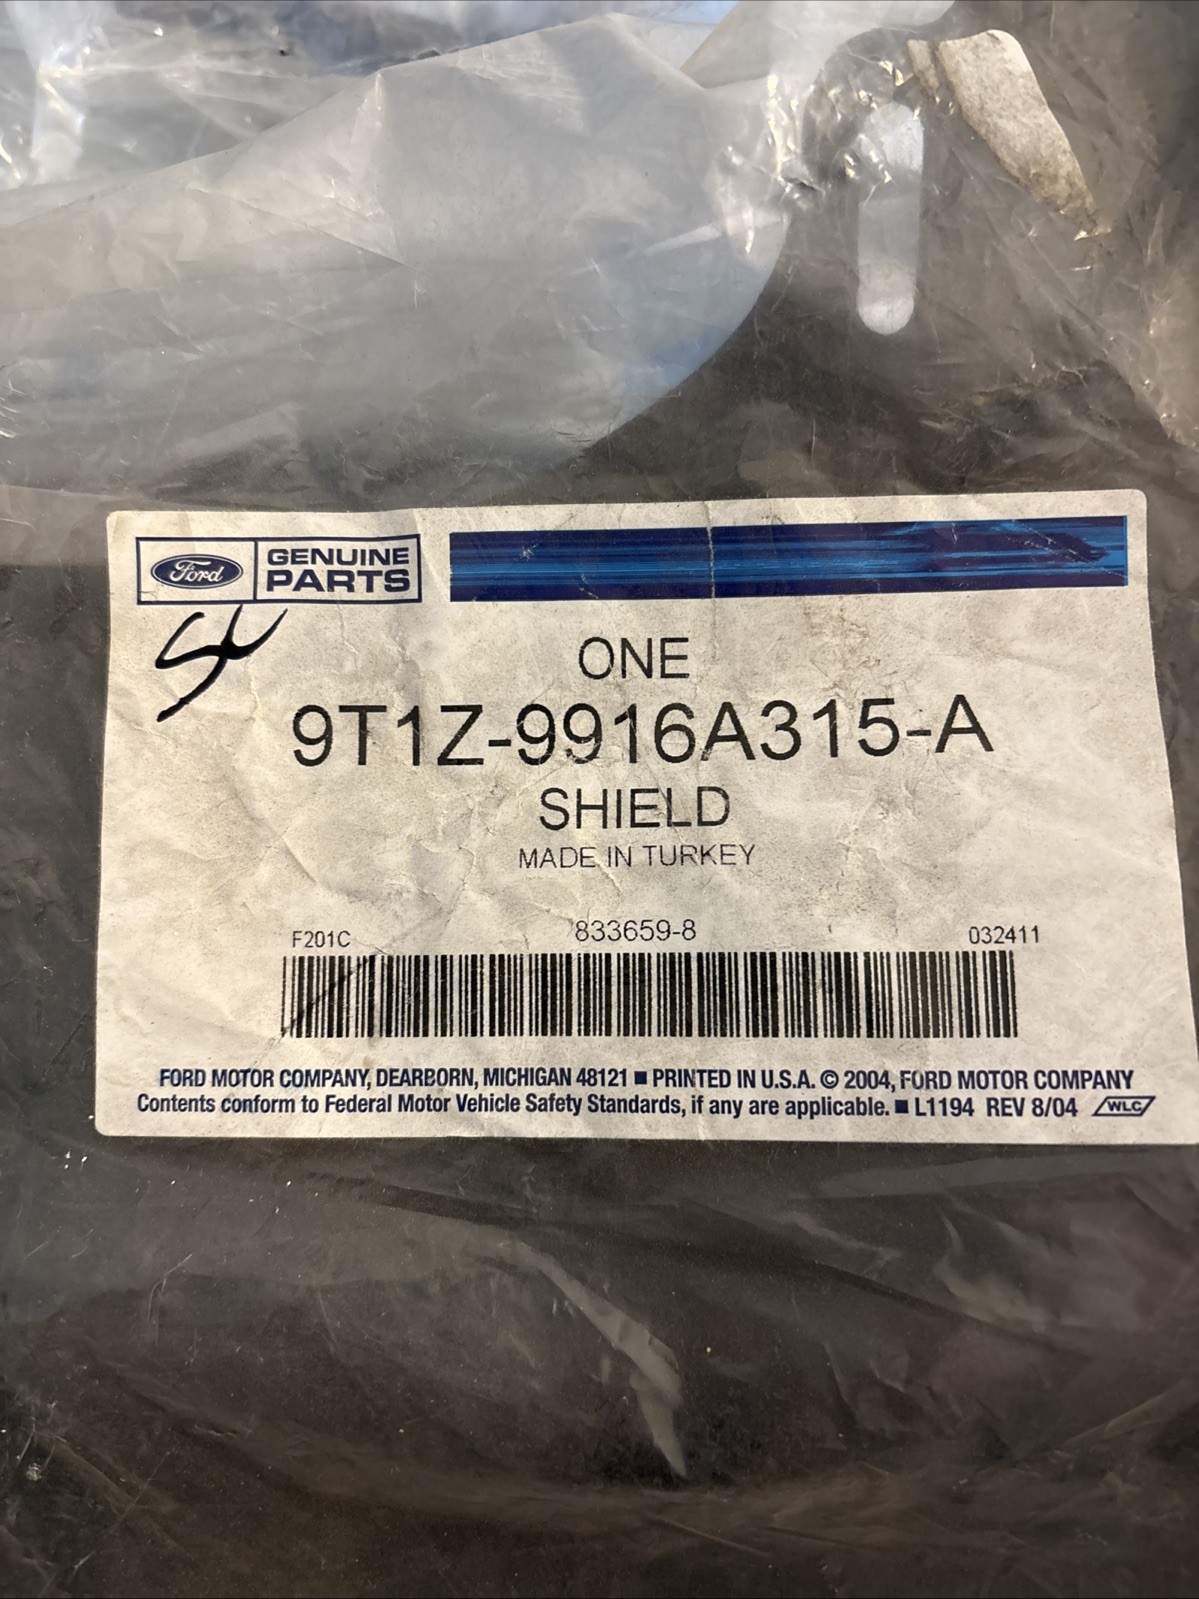 Ford
GENUINE
PARTS
ONE
9T1Z-9916A315-A
SHIELD
MADE IN TURKEY
F201C 833659-8 032411
FORD MOTOR COMPANY, DEARBORN, MICHIGAN 48121 ■ PRINTED IN U.S.A. © 2004, FORD MOTOR COMPANY
Contents conform to Federal Motor Vehicle Safety Standards, if any are applicable. ■ L1194 REV 8/04 WLC